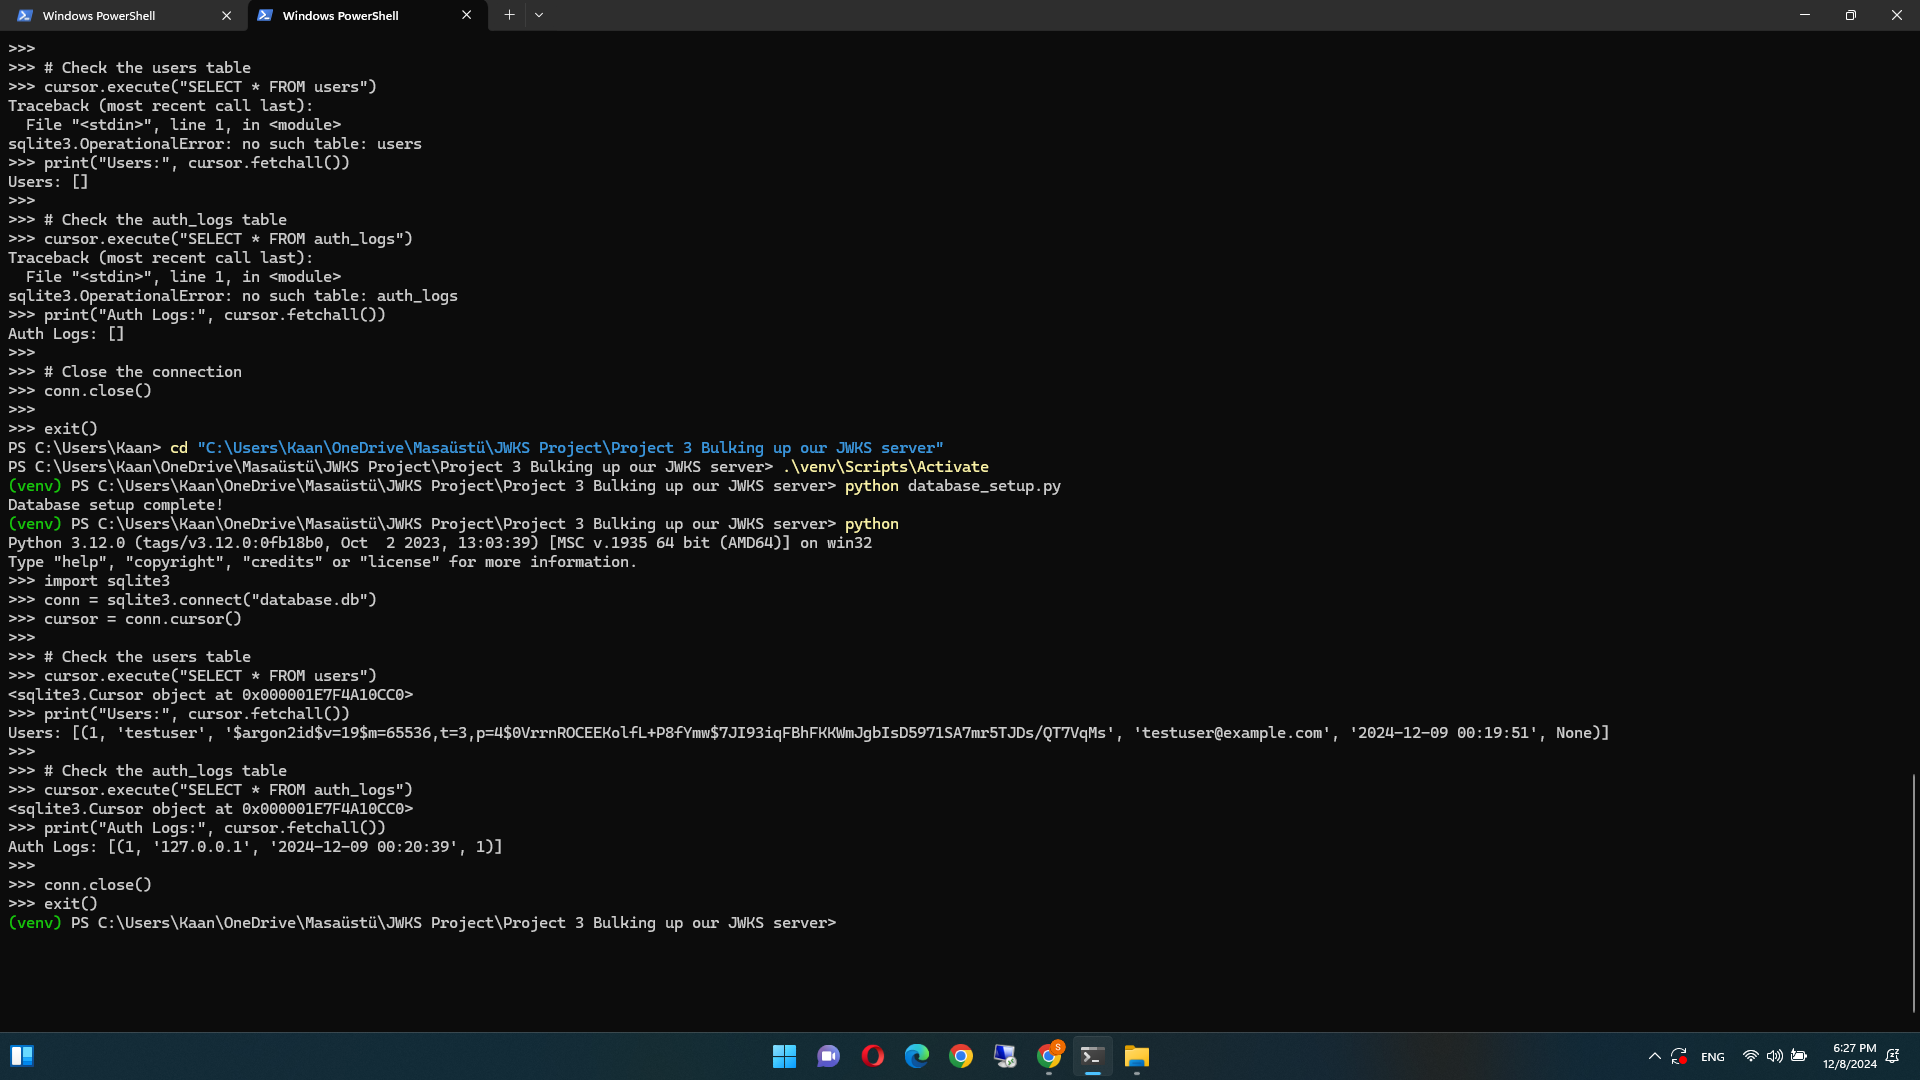 Windows PowerShell
Windows PowerShell
>>>
>>> # Check the users table
>>> cursor.execute("SELECT * FROM users")
Traceback (most recent call last):
  File "<stdin>", line 1, in <module>
sqlite3.OperationalError: no such table: users
>>> print("Users:", cursor.fetchall())
Users: []
>>>
>>> # Check the auth_logs table
>>> cursor.execute("SELECT * FROM auth_logs")
Traceback (most recent call last):
  File "<stdin>", line 1, in <module>
sqlite3.OperationalError: no such table: auth_logs
>>> print("Auth Logs:", cursor.fetchall())
Auth Logs: []
>>>
>>> # Close the connection
>>> conn.close()
>>>
>>> exit()
PS C:\Users\Kaan> cd "C:\Users\Kaan\OneDrive\Masaüstü\JWKS Project\Project 3 Bulking up our JWKS server"
PS C:\Users\Kaan\OneDrive\Masaüstü\JWKS Project\Project 3 Bulking up our JWKS server> .\venv\Scripts\Activate
(venv) PS C:\Users\Kaan\OneDrive\Masaüstü\JWKS Project\Project 3 Bulking up our JWKS server> python database_setup.py
Database setup complete!
(venv) PS C:\Users\Kaan\OneDrive\Masaüstü\JWKS Project\Project 3 Bulking up our JWKS server> python
Python 3.12.0 (tags/v3.12.0:0fb18b0, Oct  2 2023, 13:03:39) [MSC v.1935 64 bit (AMD64)] on win32
Type "help", "copyright", "credits" or "license" for more information.
>>> import sqlite3
>>> conn = sqlite3.connect("database.db")
>>> cursor = conn.cursor()
>>>
>>> # Check the users table
>>> cursor.execute("SELECT * FROM users")
<sqlite3.Cursor object at 0x000001E7F4A10CC0>
>>> print("Users:", cursor.fetchall())
Users: [(1, 'testuser', '$argon2id$v=19$m=65536,t=3,p=4$0VrrnROCEEKolfL+P8fYmw$7JI93iqFBhFKKWmJgbIsD5971SA7mr5TJDs/QT7VqMs', 'testuser@example.com', '2024-12-09 00:19:51', None)]
>>>
>>> # Check the auth_logs table
>>> cursor.execute("SELECT * FROM auth_logs")
<sqlite3.Cursor object at 0x000001E7F4A10CC0>
>>> print("Auth Logs:", cursor.fetchall())
Auth Logs: [(1, '127.0.0.1', '2024-12-09 00:20:39', 1)]
>>>
>>> conn.close()
>>> exit()
(venv) PS C:\Users\Kaan\OneDrive\Masaüstü\JWKS Project\Project 3 Bulking up our JWKS server>
S
ENG
6:27 PM
12/8/2024